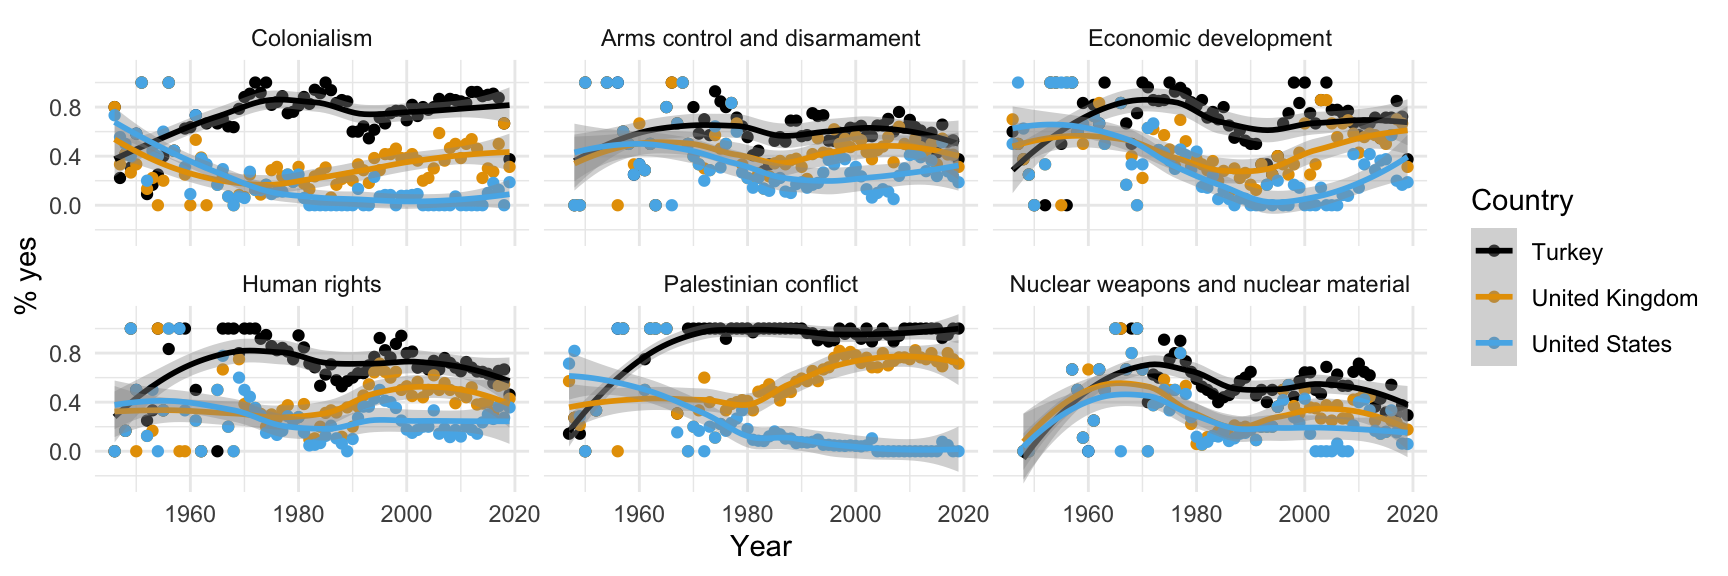 Colonialism
Arms control and disarmament
Economic development
0.8
0.4
0.0
Human rights
Palestinian conflict
Nuclear weapons and nuclear material
0.8
0.4
0.0
1960 1980 2000 2020
1960 1980 2000 2020
1960 1980 2000 2020
% yes
Year
Country
Turkey
United Kingdom
United States